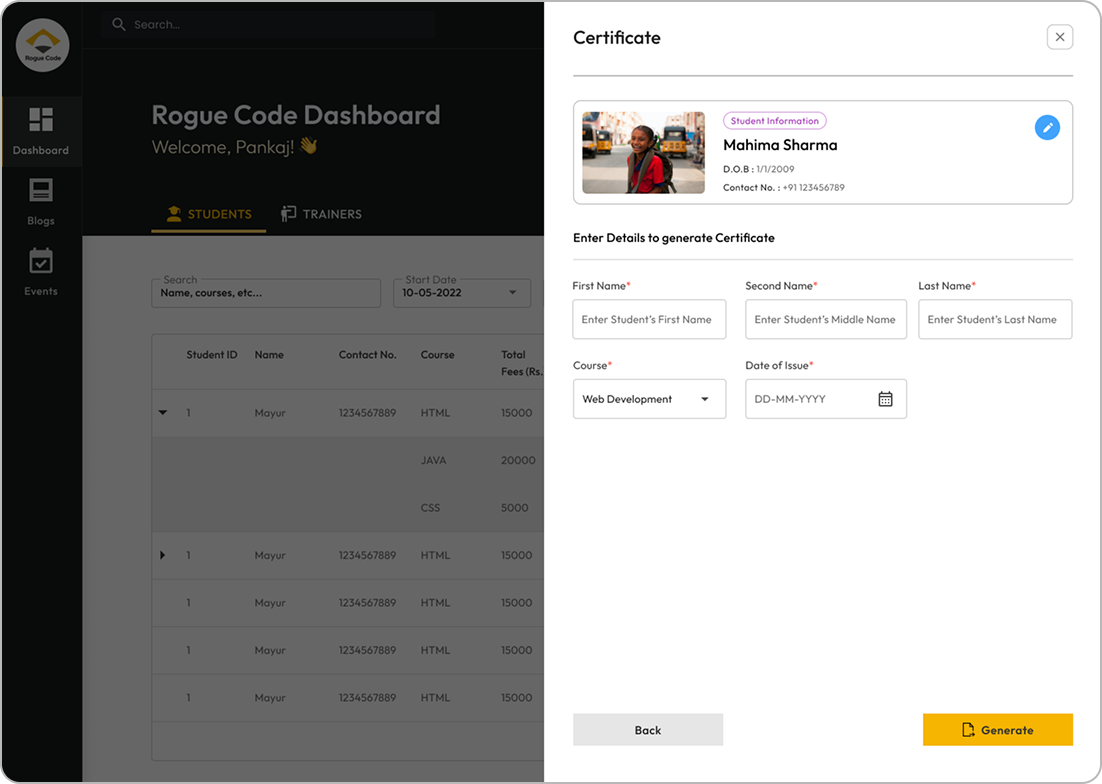 Rogue Code
Search...
Dashboard
Blogs
Events
Rogue Code Dashboard
Welcome, Pankaj! 👋
STUDENTS TRAINERS
Search
Name, courses, etc...
Start Date
10-05-2022
Student ID Name Contact No. Course Total
Fees (Rs.
1 Mayur 1234567889 HTML 15000
JAVA 20000
CSS 5000
1 Mayur 1234567889 HTML 15000
1 Mayur 1234567889 HTML 15000
1 Mayur 1234567889 HTML 15000
1 Mayur 1234567889 HTML 15000
Certificate
Student Information
Mahima Sharma
D.O.B : 1/1/2009
Contact No. : +91 123456789
Enter Details to generate Certificate
First Name* Second Name* Last Name*
Enter Student's First Name Enter Student's Middle Name Enter Student's Last Name
Course* Date of Issue*
Web Development DD-MM-YYYY
Back Generate